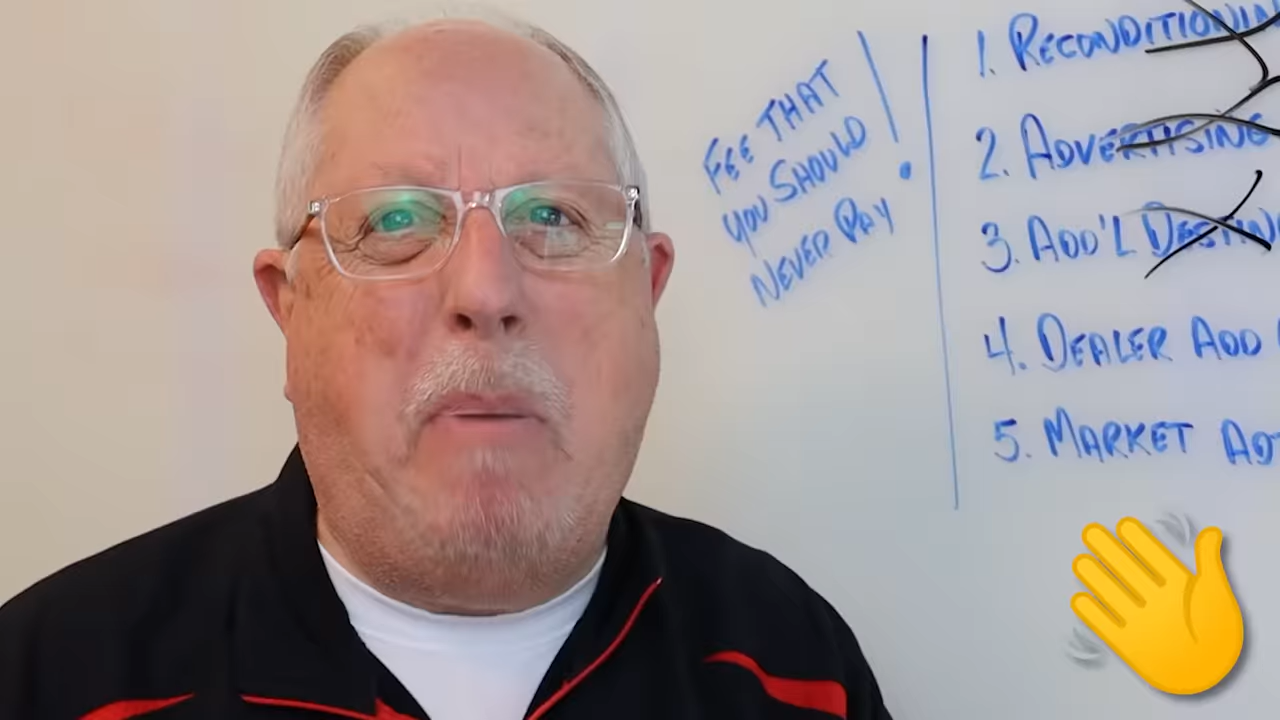 FEE THAT
YOU SHOULD
NEVER PAY !
1. RECONDITIONIN
2. ADVERTISING
3. ADD'L DESTIN
4. DEALER ADD
5. MARKET AD